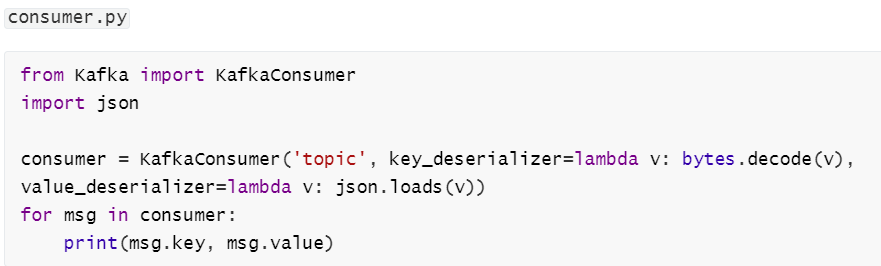 consumer.py
from Kafka import KafkaConsumer
import json
consumer = KafkaConsumer('topic', key_deserializer=lambda v: bytes.decode(v),
value_deserializer=lambda v: json.loads(v))
for msg in consumer:
    print(msg.key, msg.value)